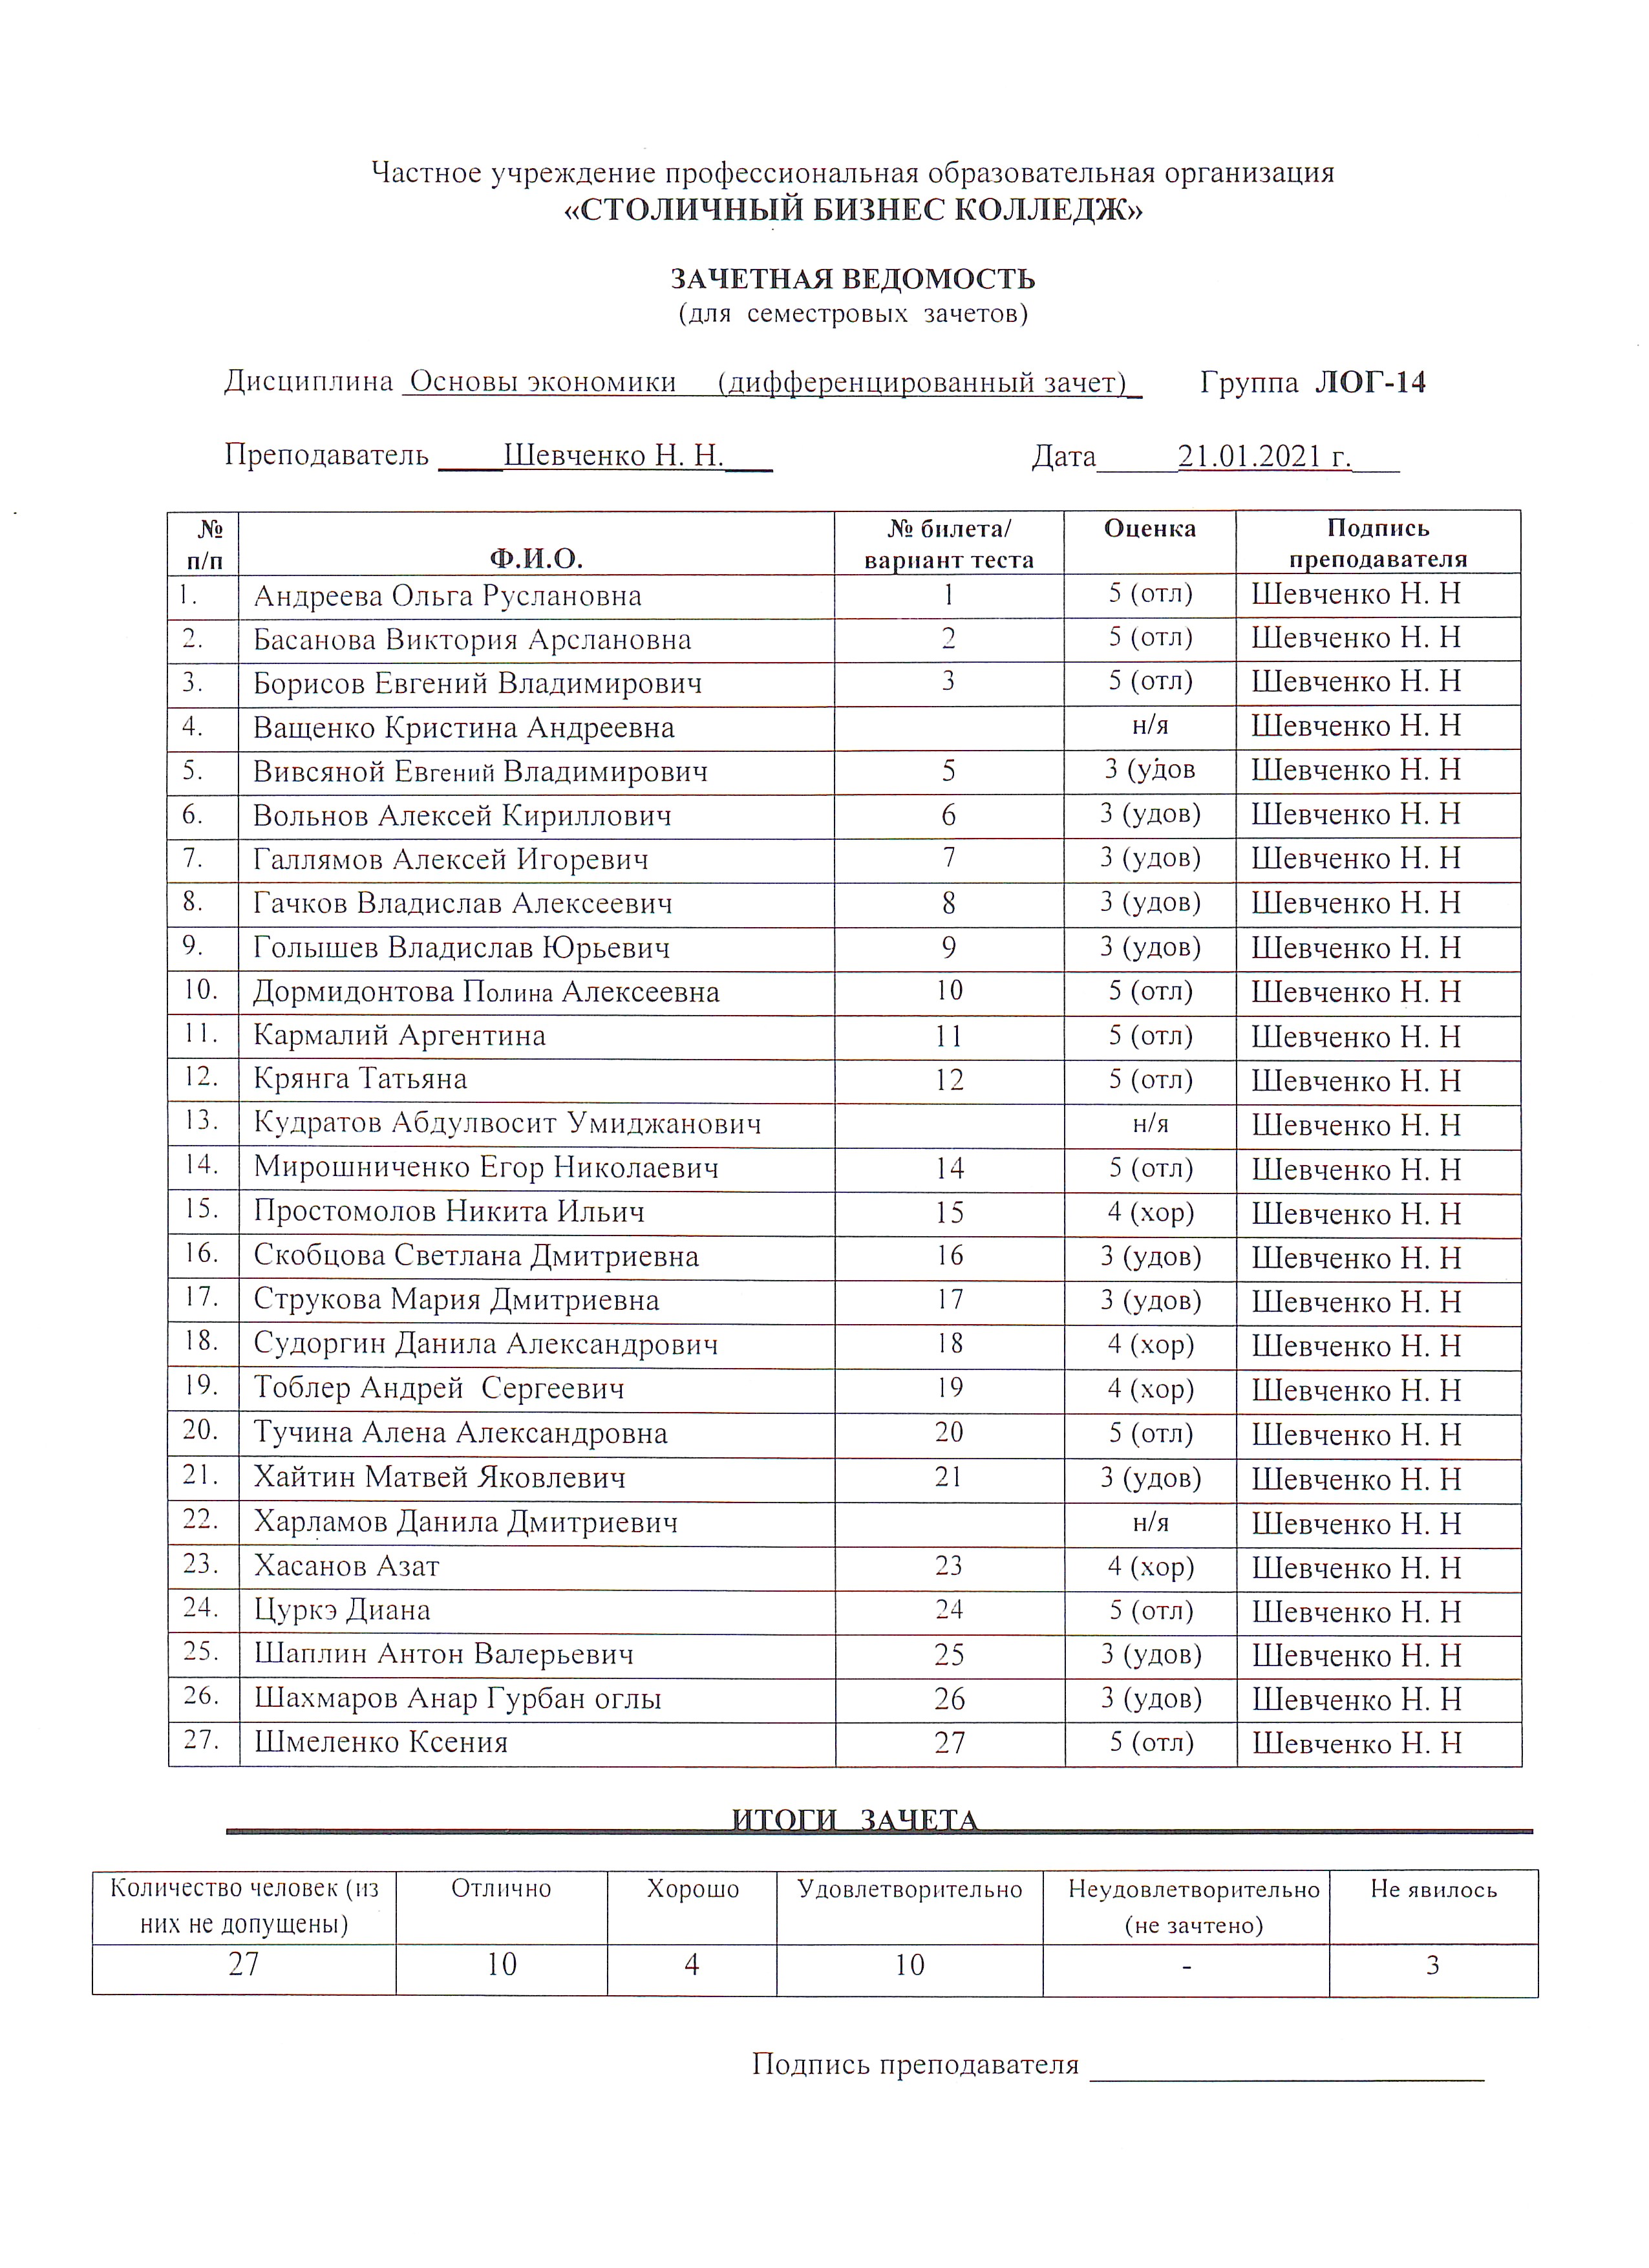 Частное учреждение профессиональная образовательная организация
«СТОЛИЧНЫЙ БИЗНЕС КОЛЛЕДЖ»
ЗАЧЕТНАЯ ВЕДОМОСТЬ
(для семестровых зачетов)
Дисциплина Основы экономики (дифференцированный зачет)_ Группа ЛОГ-14
Преподаватель ____Шевченко Н. Н.___ Дата_____21.01.2021 г.___
№ п/п Ф.И.О. № билета/ вариант теста Оценка Подпись преподавателя
1. Андреева Ольга Руслановна 1 5 (отл) Шевченко Н. Н
2. Басанова Виктория Арслановна 2 5 (отл) Шевченко Н. Н
3. Борисов Евгений Владимирович 3 5 (отл) Шевченко Н. Н
4. Ващенко Кристина Андреевна н/я Шевченко Н. Н
5. Вивсяной Евгений Владимирович 5 3 (удов Шевченко Н. Н
6. Вольнов Алексей Кириллович 6 3 (удов) Шевченко Н. Н
7. Галлямов Алексей Игоревич 7 3 (удов) Шевченко Н. Н
8. Гачков Владислав Алексеевич 8 3 (удов) Шевченко Н. Н
9. Голышев Владислав Юрьевич 9 3 (удов) Шевченко Н. Н
10. Дормидонтова Полина Алексеевна 10 5 (отл) Шевченко Н. Н
11. Кармалий Аргентина 11 5 (отл) Шевченко Н. Н
12. Крянга Татьяна 12 5 (отл) Шевченко Н. Н
13. Кудратов Абдулвосит Умиджанович н/я Шевченко Н. Н
14. Мирошниченко Егор Николаевич 14 5 (отл) Шевченко Н. Н
15. Простомолов Никита Ильич 15 4 (хор) Шевченко Н. Н
16. Скобцова Светлана Дмитриевна 16 3 (удов) Шевченко Н. Н
17. Струкова Мария Дмитриевна 17 3 (удов) Шевченко Н. Н
18. Судоргин Данила Александрович 18 4 (хор) Шевченко Н. Н
19. Тоблер Андрей Сергеевич 19 4 (хор) Шевченко Н. Н
20. Тучина Алена Александровна 20 5 (отл) Шевченко Н. Н
21. Хайтин Матвей Яковлевич 21 3 (удов) Шевченко Н. Н
22. Харламов Данила Дмитриевич н/я Шевченко Н. Н
23. Хасанов Азат 23 4 (хор) Шевченко Н. Н
24. Цуркэ Диана 24 5 (отл) Шевченко Н. Н
25. Шаплин Антон Валерьевич 25 3 (удов) Шевченко Н. Н
26. Шахмаров Анар Гурбан оглы 26 3 (удов) Шевченко Н. Н
27. Шмеленко Ксения 27 5 (отл) Шевченко Н. Н
ИТОГИ ЗАЧЕТА
Количество человек (из Отлично Хорошо Удовлетворительно Неудовлетворительно Не явилось
них не допущены) (не зачтено)
27 10 4 10 - 3
Подпись преподавателя